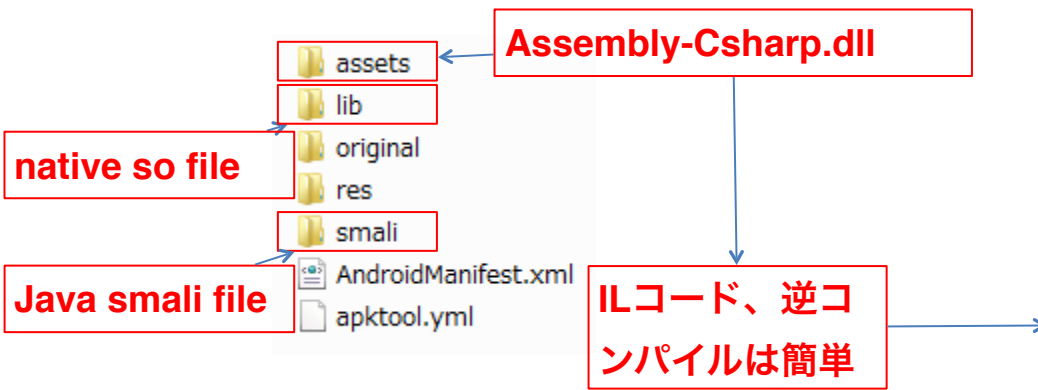 Assembly-Csharp.dll
assets
lib
native so file
original
res
smali
Java smali file
AndroidManifest.xml
apktool.yml
ILコード、逆コ
ンパイルは簡単